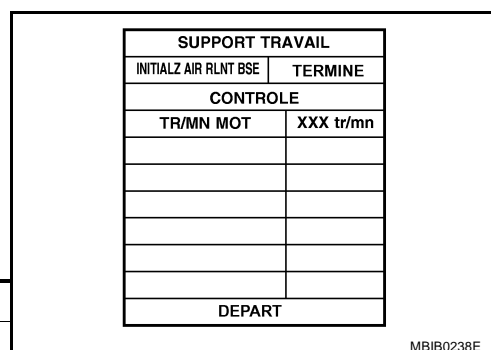 SUPPORT TRAVAIL
INITIALZ AIR RLNT BSE TERMINE
CONTROLE
TR/MN MOT XXX tr/mn
DEPART
MBIB0238E